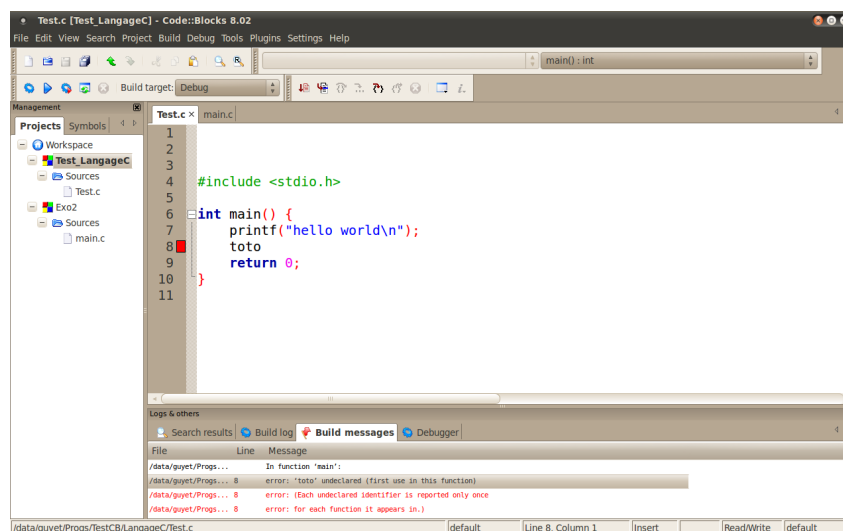 Test.c [Test_LangageC] - Code::Blocks 8.02
File Edit View Search Project Build Debug Tools Plugins Settings Help
main() : int
Build target: Debug
Management
Projects Symbols
Test.c × main.c
Workspace
Test_LangageC
Sources
Test.c
Exo2
Sources
main.c
1
2
3
4 #include <stdio.h>
5
6 int main() {
7 printf("hello world\n");
8 toto
9 return 0;
10 }
11
Logs & others
Search results Build log Build messages Debugger
File Line Message
/data/guyet/Progs... In function 'main':
/data/guyet/Progs... 8 error: 'toto' undeclared (first use in this function)
/data/guyet/Progs... 8 error: (Each undeclared identifier is reported only once
/data/guyet/Progs... 8 error: for each function it appears in.)
/data/guyet/Progs/TestCB/LangageC/Test.c default Line 8, Column 1 Insert Read/Write default